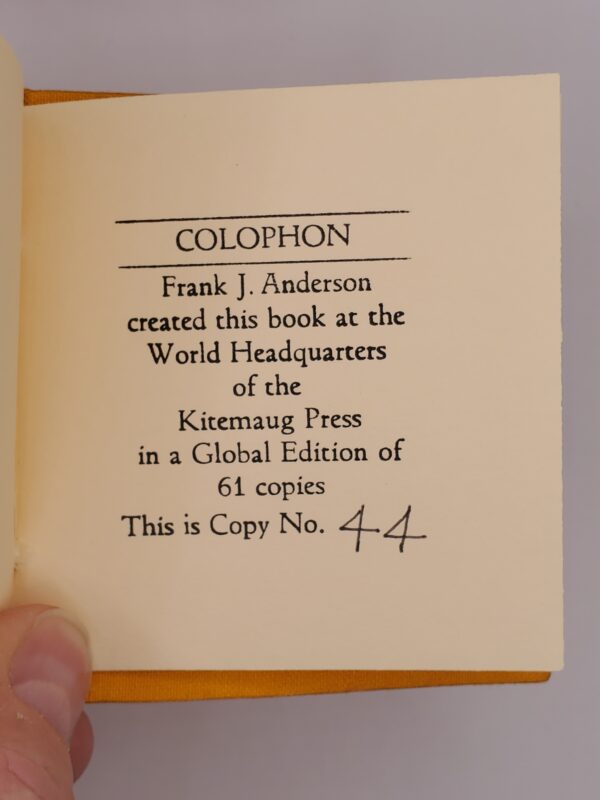 COLOPHON
Frank J. Anderson
created this book at the
World Headquarters
of the
Kitemaug Press
in a Global Edition of
61 copies
This is Copy No. 44